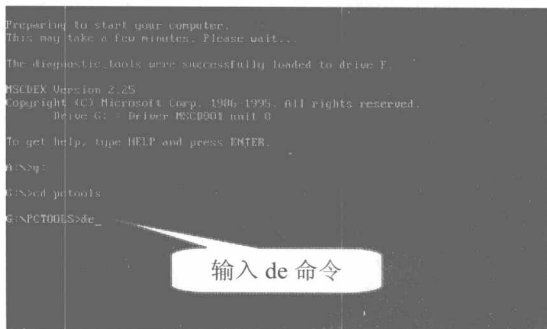 Preparing to start your computer.
This may take a few minutes. Please wait...
The diagnostic tools were successfully loaded to drive F.
MSCDEX Version 2.25
Copyright (C) Microsoft Corp. 1986-1995. All rights reserved.
Drive G: = Driver MSCD001 unit 0
To get help, type HELP and press ENTER.
A:\>g:
G:\>cd pctools
G:\PCTOOLS>de_
输入 de 命令